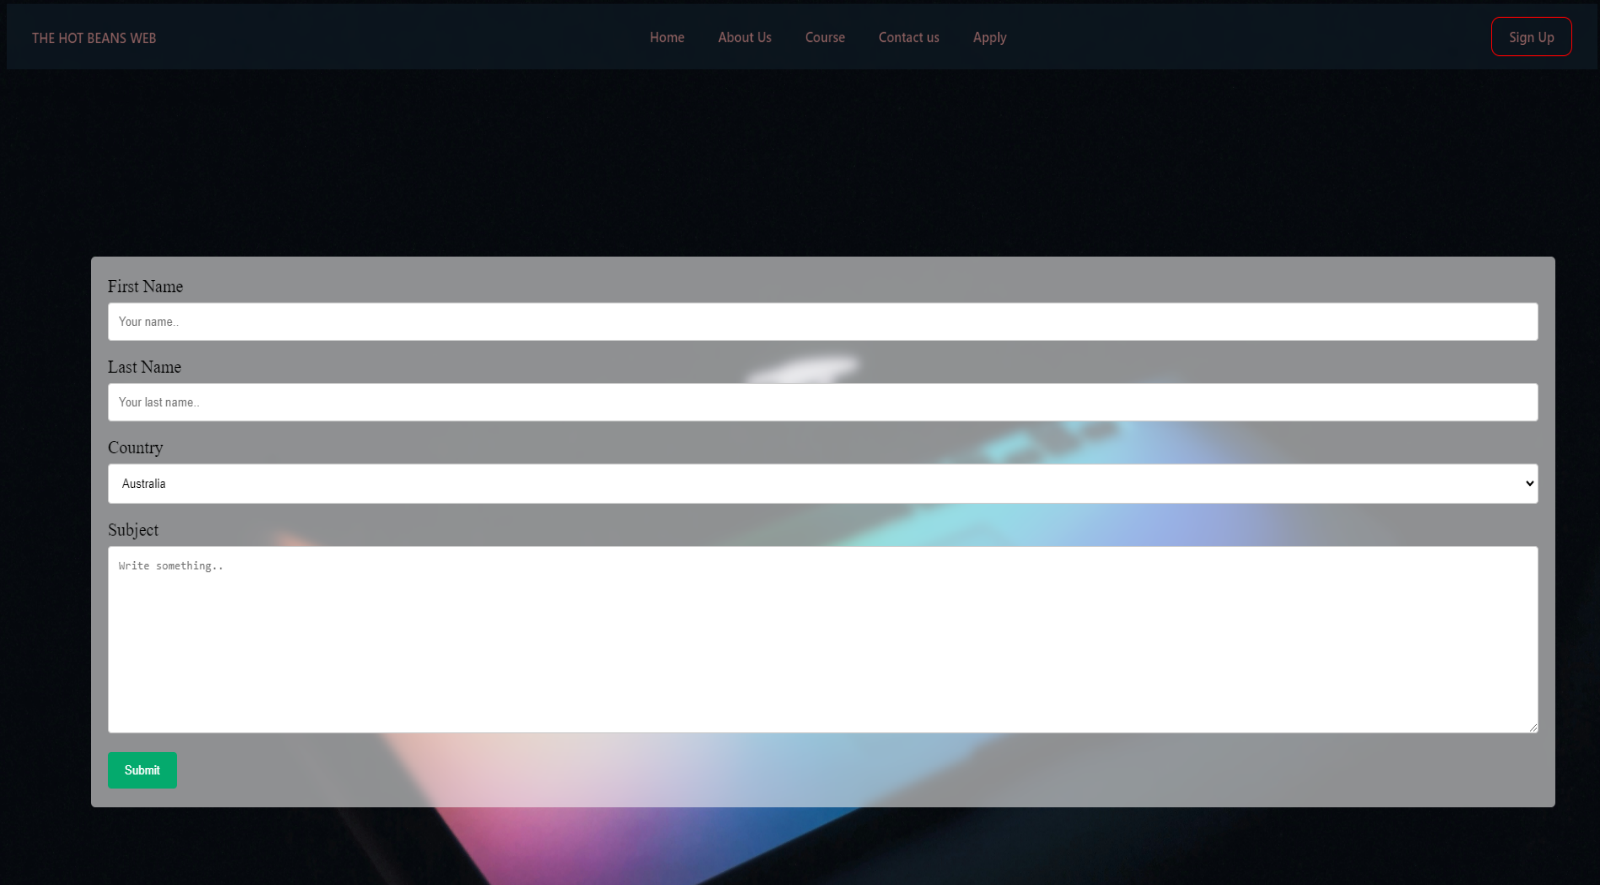 THE HOT BEANS WEB Home About Us Course Contact us Apply Sign Up
First Name
Your name..
Last Name
Your last name..
Country
Australia
Subject
Write something..
Submit